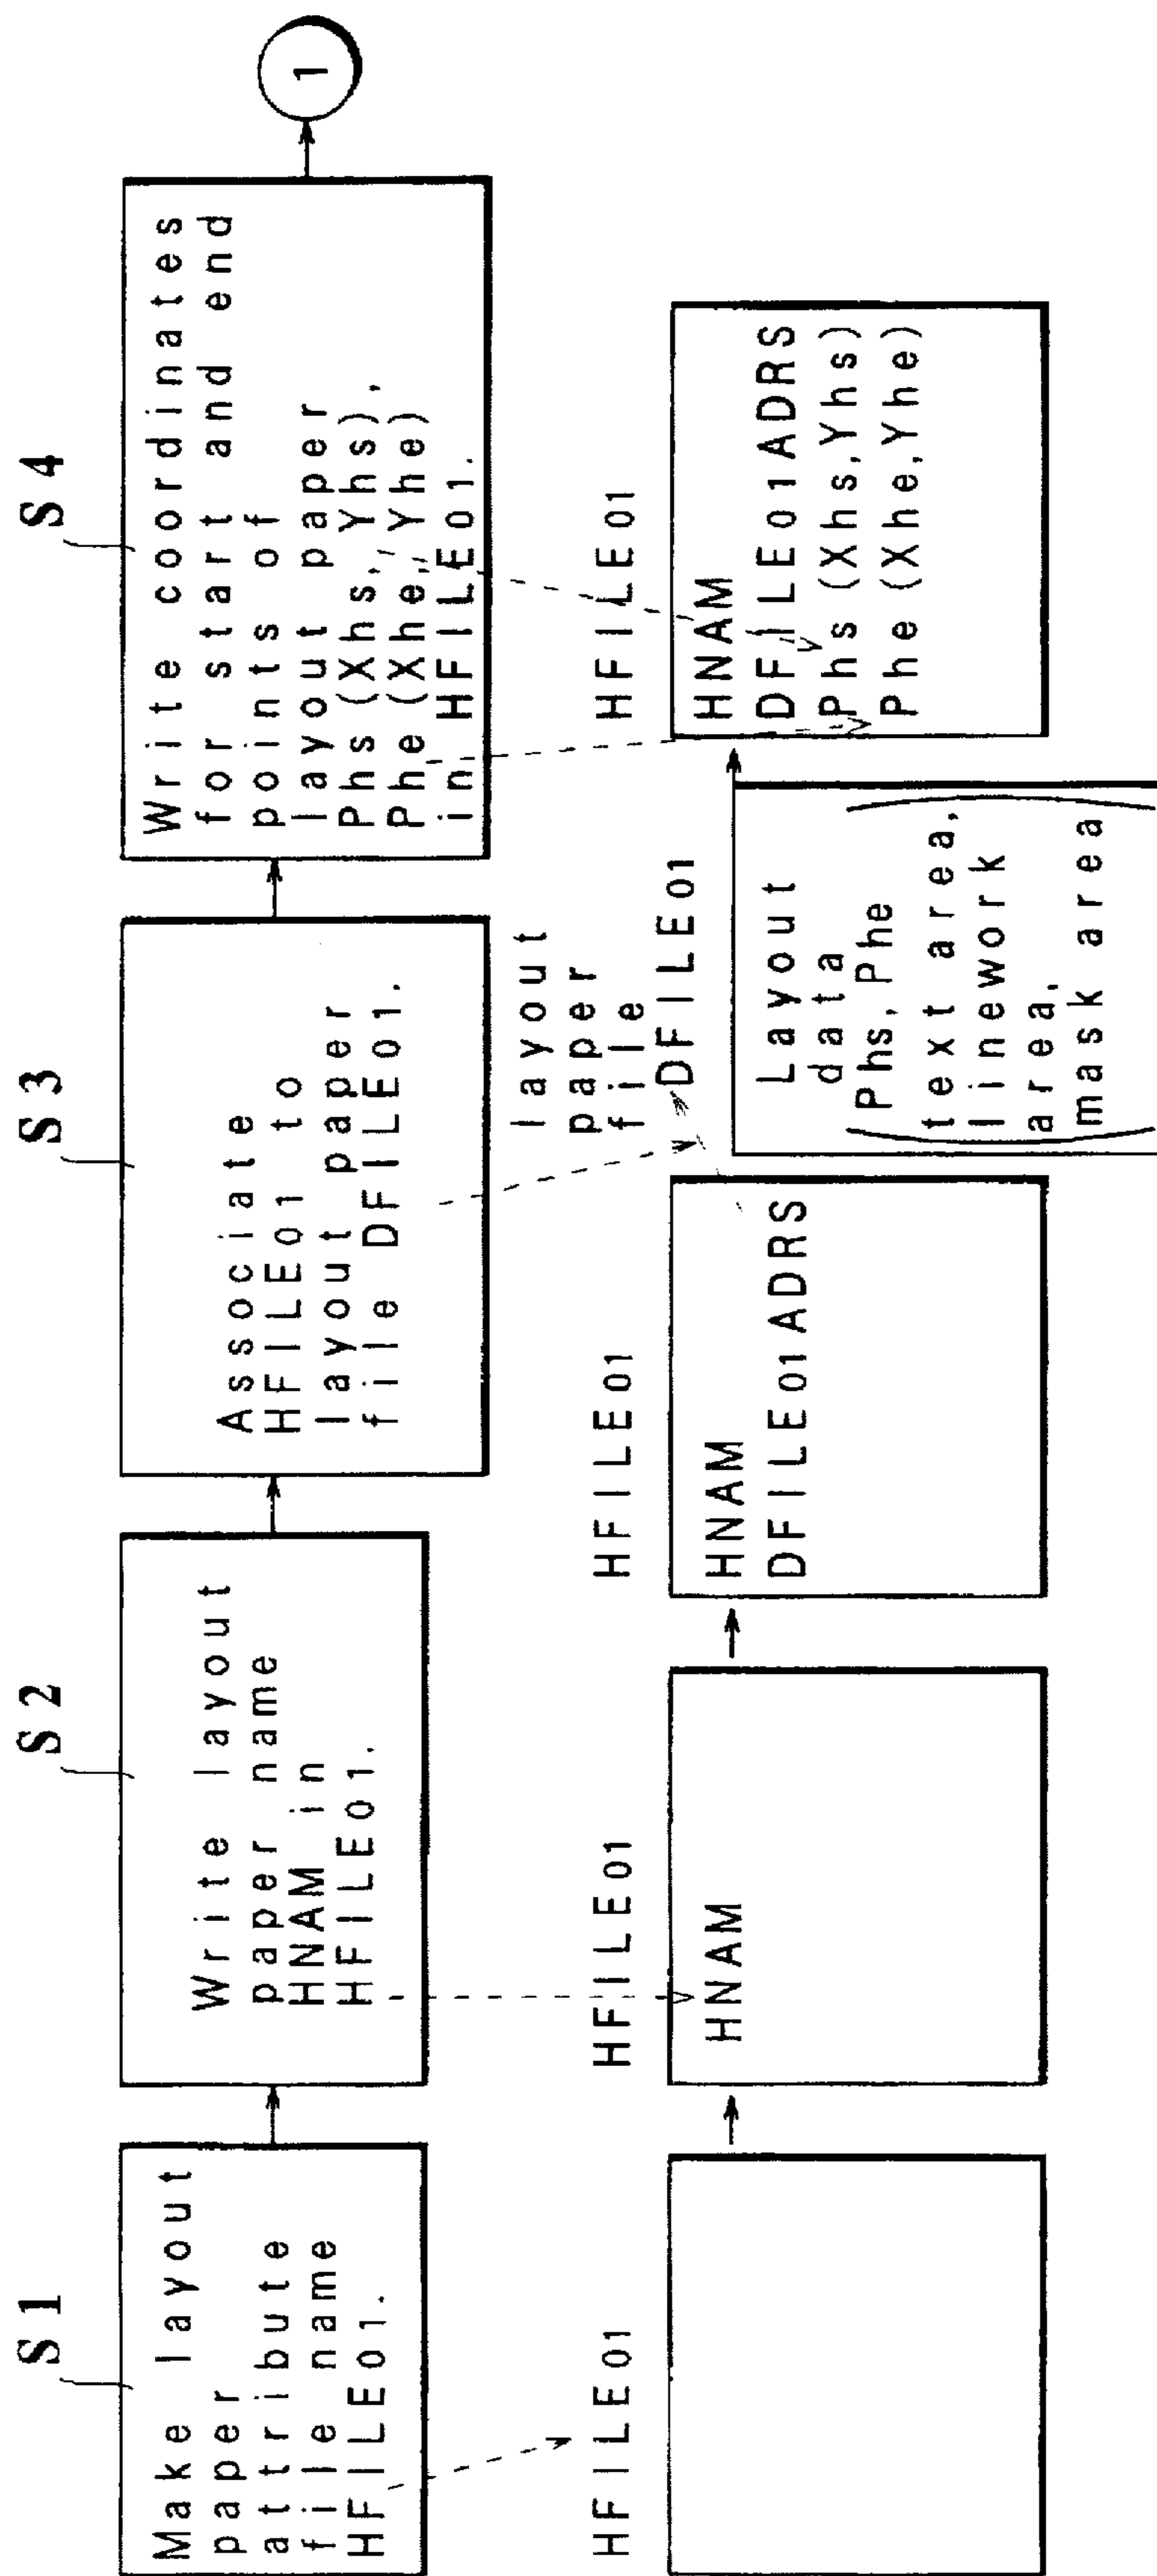 S1
Make layout
paper
attribute
file name
HFILE01.
S2
Write layout
paper name
HNAM in
HFILE01.
S3
Associate
HFILE01 to
layout paper
file DFILE01.
S4
Write coordinates
for start and end
points of
layout paper
Phs(Xhs,Yhs),
Phe(Xhe,Yhe)
in HFILE01.
1
HFILE01
HFILE01
HNAM
HFILE01
HNAM
DFILE01ADRS
layout
paper
file
DFILE01
Layout
data
Phs,Phe
text area,
linework
area,
mask area
HFILE01
HNAM
DFILE01ADRS
Phs(Xhs,Yhs)
Phe(Xhe,Yhe)